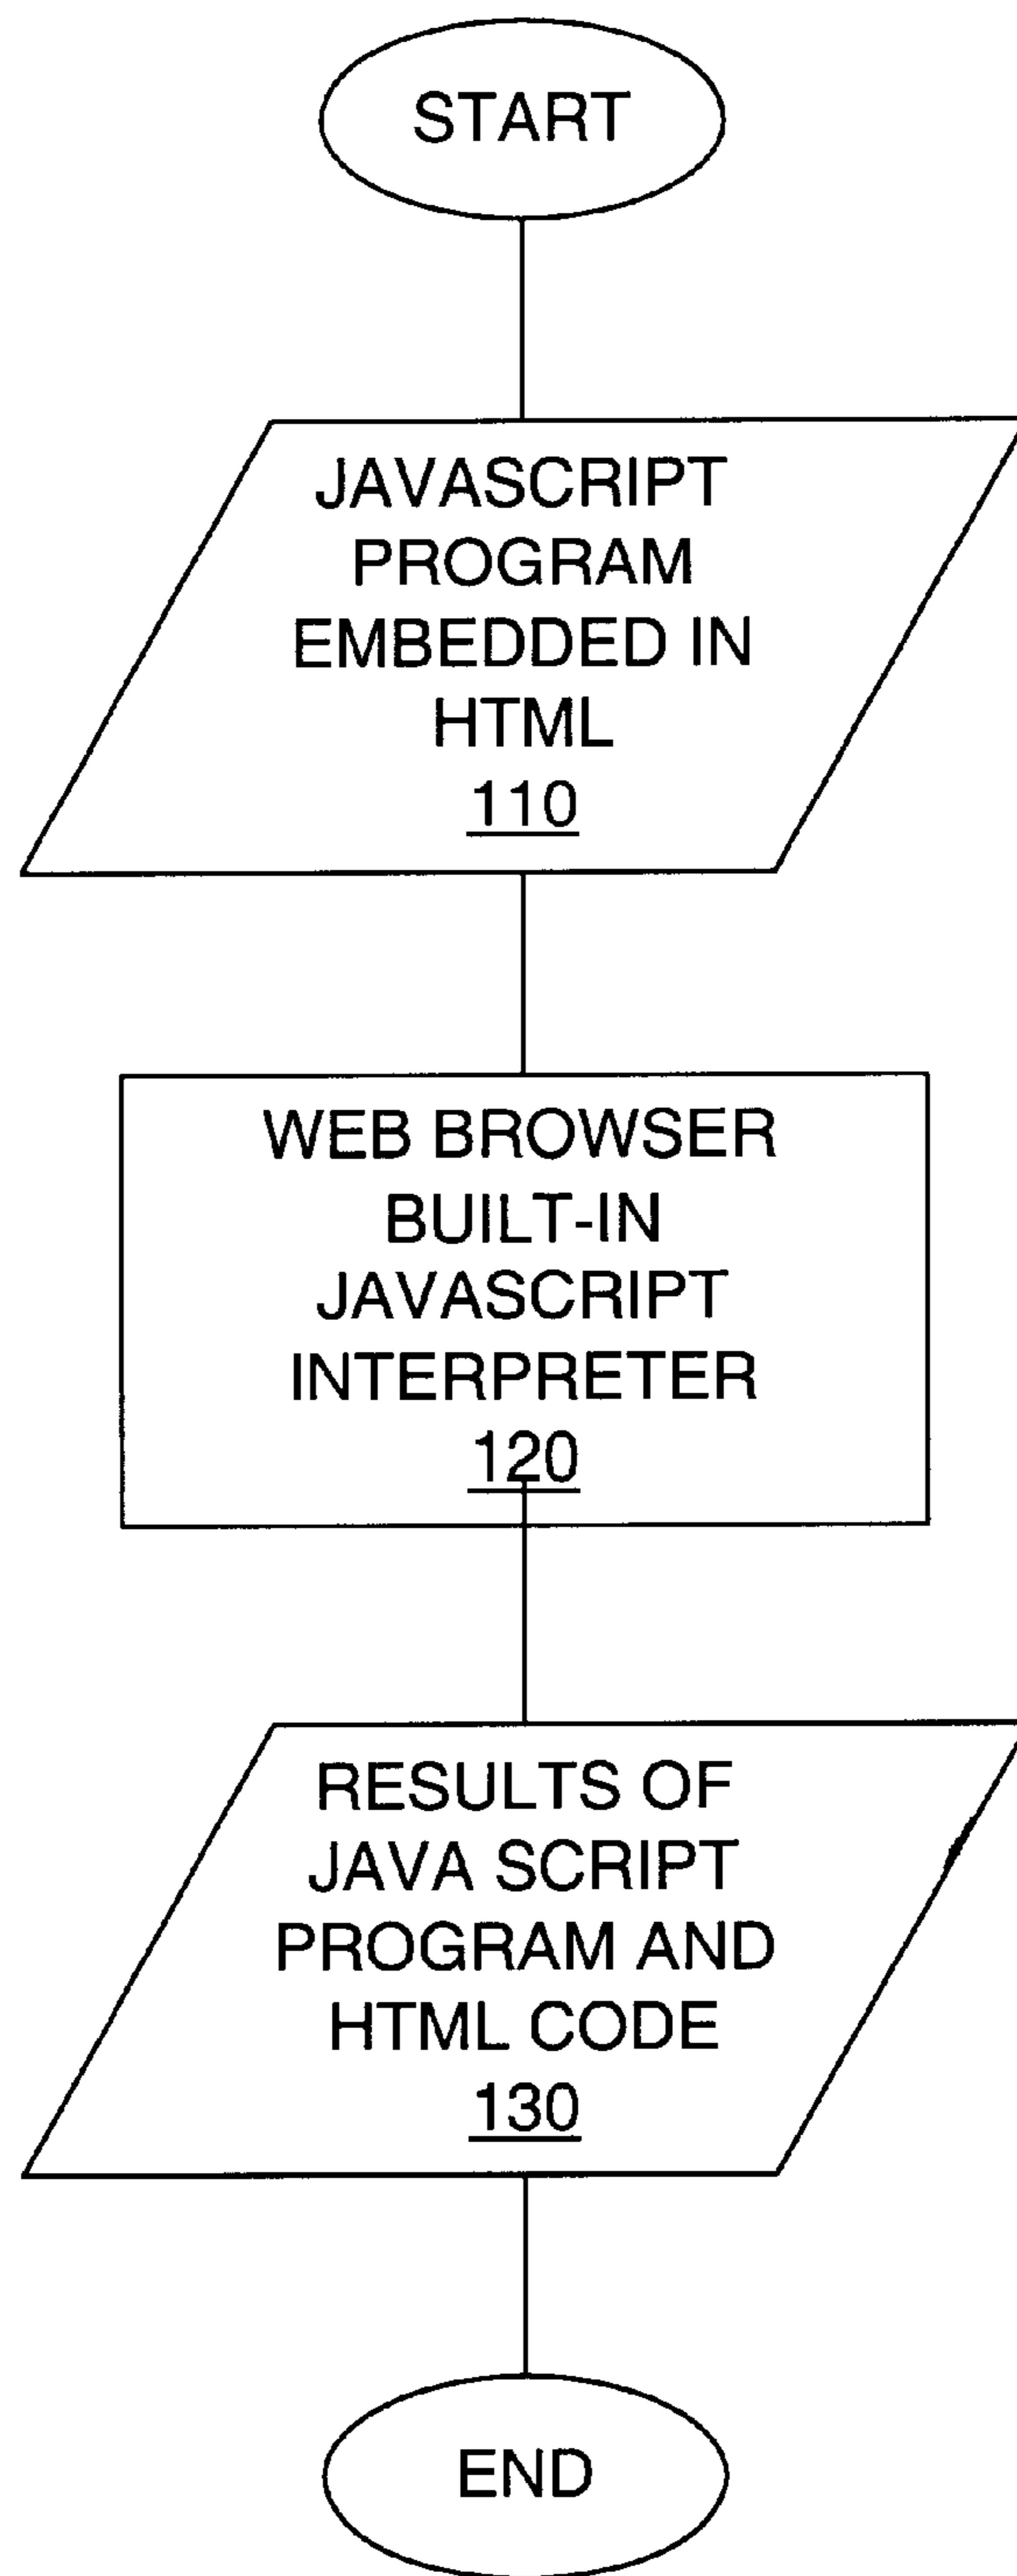 START
JAVASCRIPT
PROGRAM
EMBEDDED IN
HTML
110
WEB BROWSER
BUILT-IN
JAVASCRIPT
INTERPRETER
120
RESULTS OF
JAVA SCRIPT
PROGRAM AND
HTML CODE
130
END